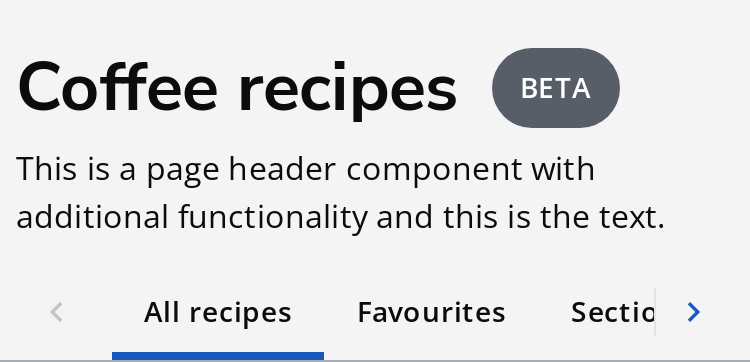 Coffee recipes BETA
This is a page header component with
additional functionality and this is the text.
All recipes Favourites